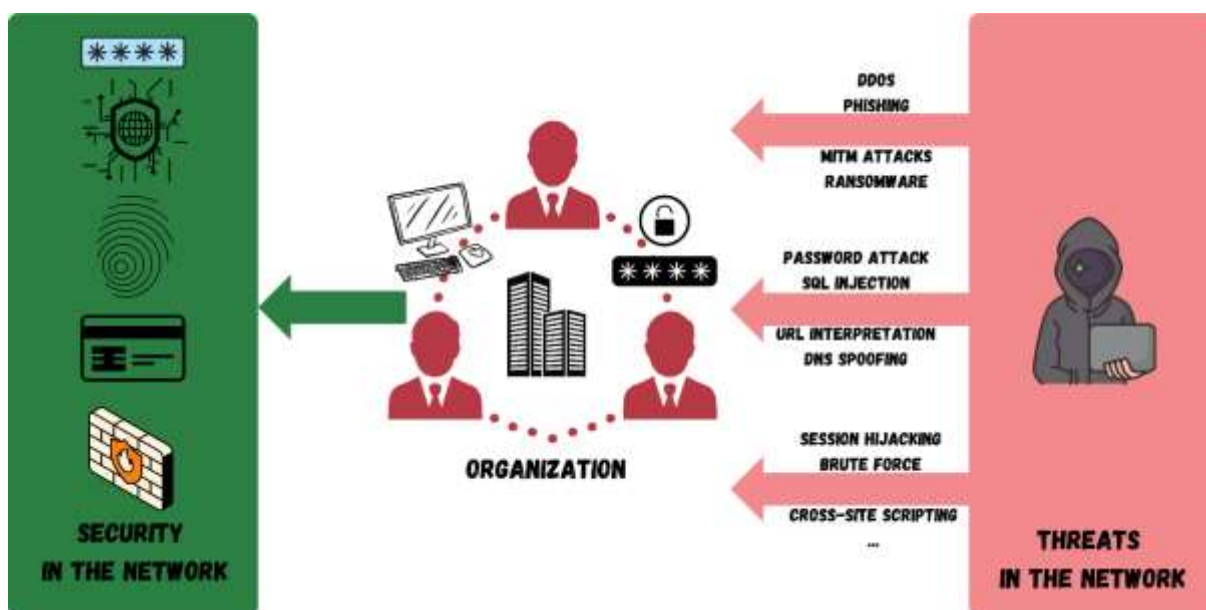 ****
SECURITY
IN THE NETWORK
****
ORGANIZATION
DDOS
PHISHING
MITM ATTACKS
RANSOMWARE
PASSWORD ATTACK
SQL INJECTION
URL INTERPRETATION
DNS SPOOFING
SESSION HIJACKING
BRUTE FORCE
CROSS-SITE SCRIPTING
...
THREATS
IN THE NETWORK